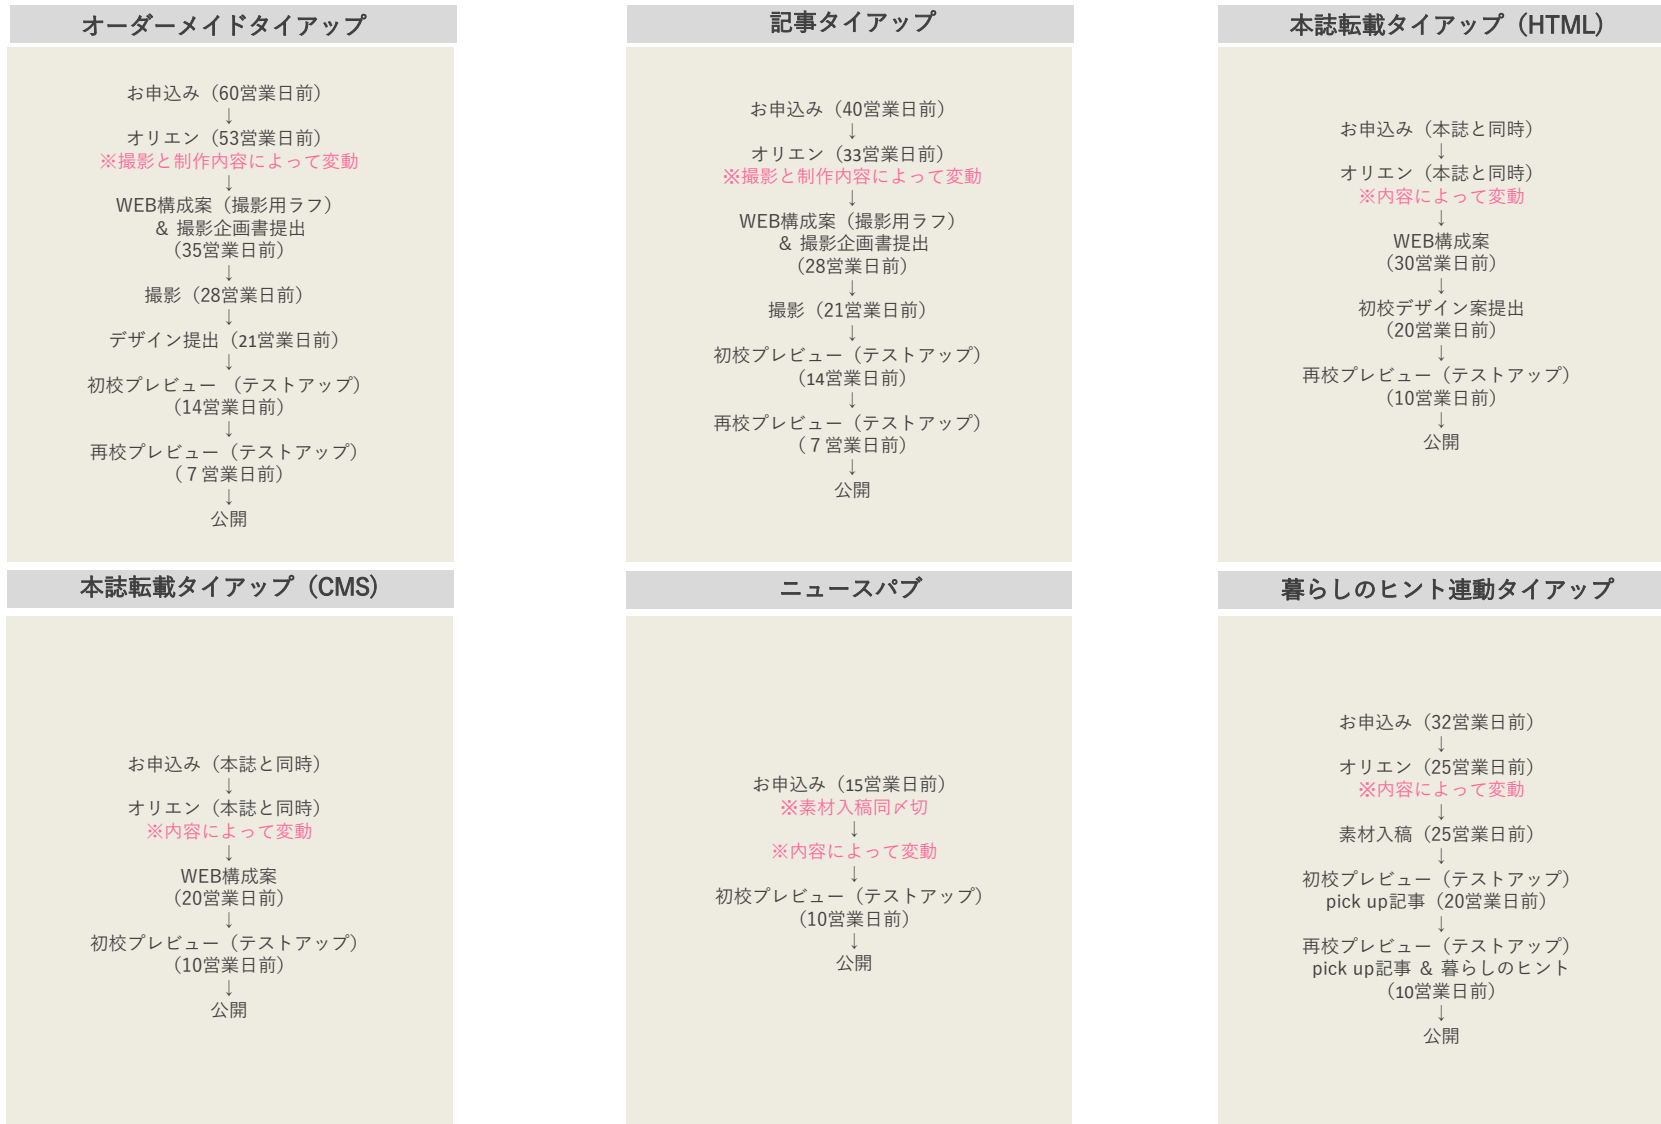 オーダーメイドタイアップ
お申込み（60営業日前）
↓
オリエン（53営業日前）
※撮影と制作内容によって変動
↓
WEB構成案（撮影用ラフ）
＆ 撮影企画書提出
（35営業日前）
↓
撮影（28営業日前）
↓
デザイン提出（21営業日前）
↓
初校プレビュー （テストアップ）
（14営業日前）
↓
再校プレビュー（テストアップ）
（７営業日前）
↓
公開
記事タイアップ
お申込み（40営業日前）
↓
オリエン（33営業日前）
※撮影と制作内容によって変動
↓
WEB構成案（撮影用ラフ）
＆ 撮影企画書提出
（28営業日前）
↓
撮影（21営業日前）
↓
初校プレビュー（テストアップ）
（14営業日前）
↓
再校プレビュー（テストアップ）
（７営業日前）
↓
公開
本誌転載タイアップ（HTML）
お申込み（本誌と同時）
↓
オリエン（本誌と同時）
※内容によって変動
↓
WEB構成案
（30営業日前）
↓
初校デザイン案提出
（20営業日前）
↓
再校プレビュー（テストアップ）
（10営業日前）
↓
公開
本誌転載タイアップ（CMS）
お申込み（本誌と同時）
↓
オリエン（本誌と同時）
※内容によって変動
↓
WEB構成案
（20営業日前）
↓
初校プレビュー（テストアップ）
（10営業日前）
↓
公開
ニュースパブ
お申込み（15営業日前）
※素材入稿同〆切
↓
※内容によって変動
↓
初校プレビュー（テストアップ）
（10営業日前）
↓
公開
暮らしのヒント連動タイアップ
お申込み（32営業日前）
↓
オリエン（25営業日前）
※内容によって変動
↓
素材入稿（25営業日前）
↓
初校プレビュー（テストアップ）
pick up記事（20営業日前）
↓
再校プレビュー（テストアップ）
pick up記事 ＆ 暮らしのヒント
（10営業日前）
↓
公開